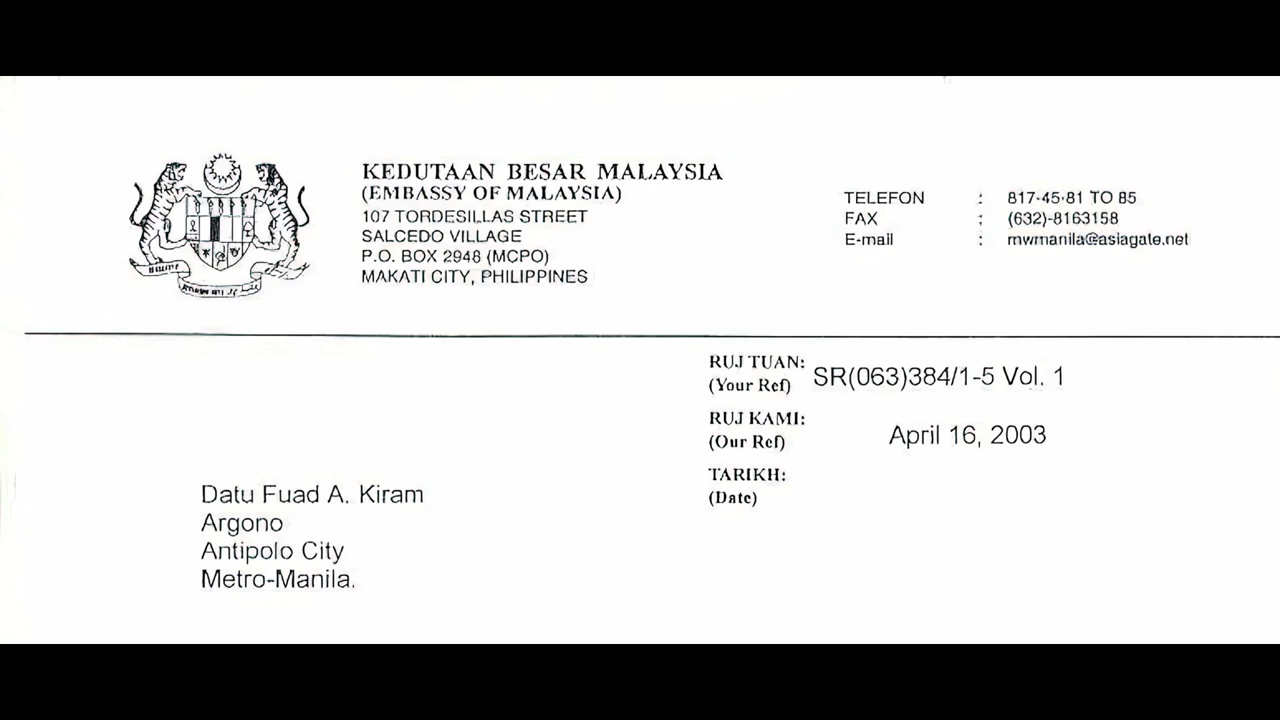 KEDUTAAN BESAR MALAYSIA
(EMBASSY OF MALAYSIA)
107 TORDESILLAS STREET
SALCEDO VILLAGE
P.O. BOX 2948 (MCPO)
MAKATI CITY, PHILIPPINES
TELEFON : 817-45-81 TO 85
FAX : (632)-8163158
E-mail : mwmanila@asiagate.net
RUJ TUAN: SR(063)384/1-5 Vol. 1
(Your Ref)
RUJ KAMI: April 16, 2003
(Our Ref)
TARIKH:
(Date)
Datu Fuad A. Kiram
Argono
Antipolo City
Metro-Manila.